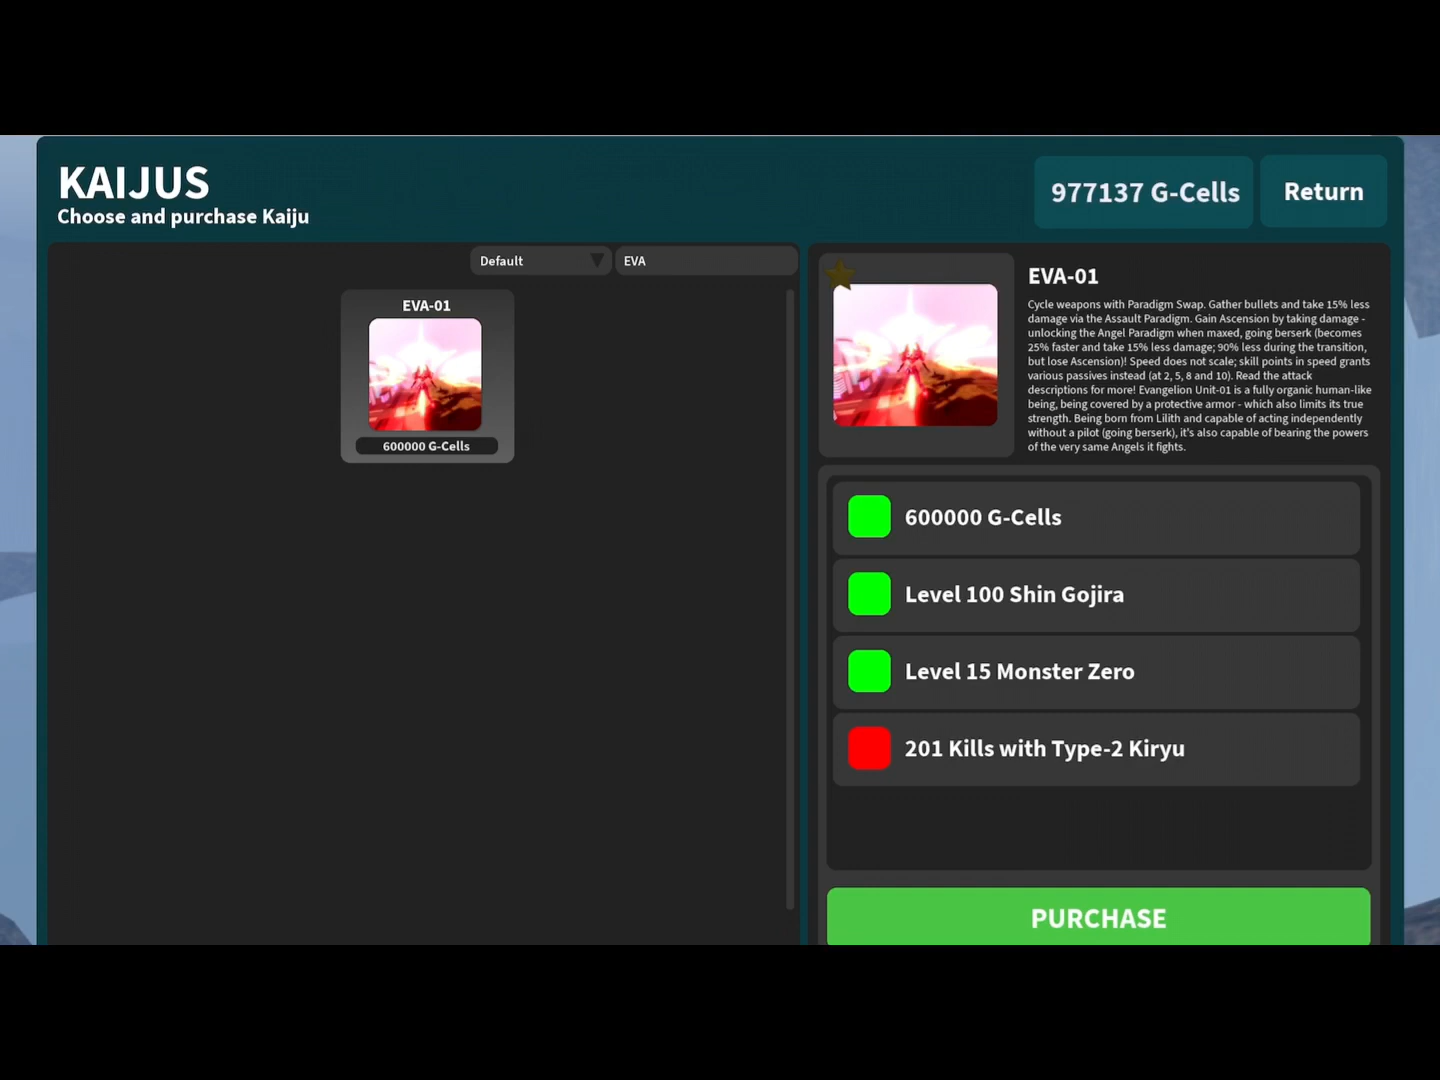 KAIJUS
Choose and purchase Kaiju
977137 G-Cells
Return
Default
EVA
EVA-01
600000 G-Cells
EVA-01
Cycle weapons with Paradigm Swap. Gather bullets and take 15% less
damage via the Assault Paradigm. Gain Ascension by taking damage -
unlocking the Angel Paradigm when maxed, going berserk (becomes
25% faster and take 15% less damage; 90% less during the transition,
but lose Ascension)! Speed does not scale; skill points in speed grants
various passives instead (at 2, 5, 8 and 10). Read the attack
descriptions for more! Evangelion Unit-01 is a fully organic human-like
being, being covered by a protective armor - which also limits its true
strength. Being born from Lilith and capable of acting independently
without a pilot (going berserk), it's also capable of bearing the powers
of the very same Angels it fights.
600000 G-Cells
Level 100 Shin Gojira
Level 15 Monster Zero
201 Kills with Type-2 Kiryu
PURCHASE